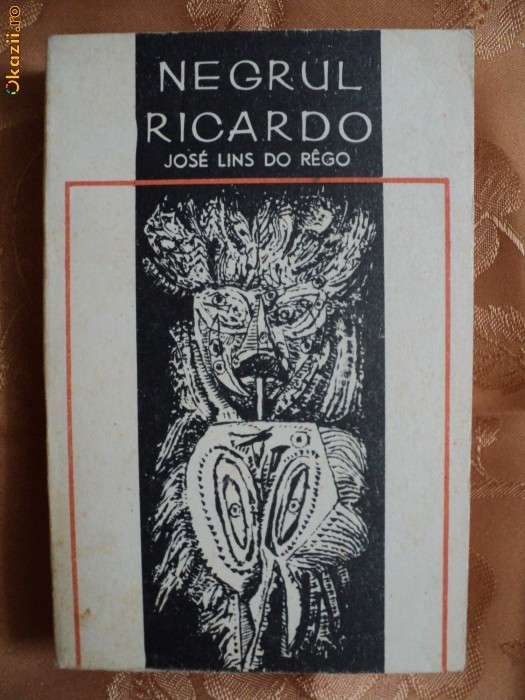 Okazii.ro
NEGRUL
RICARDO
JOSÉ LINS DO RÊGO